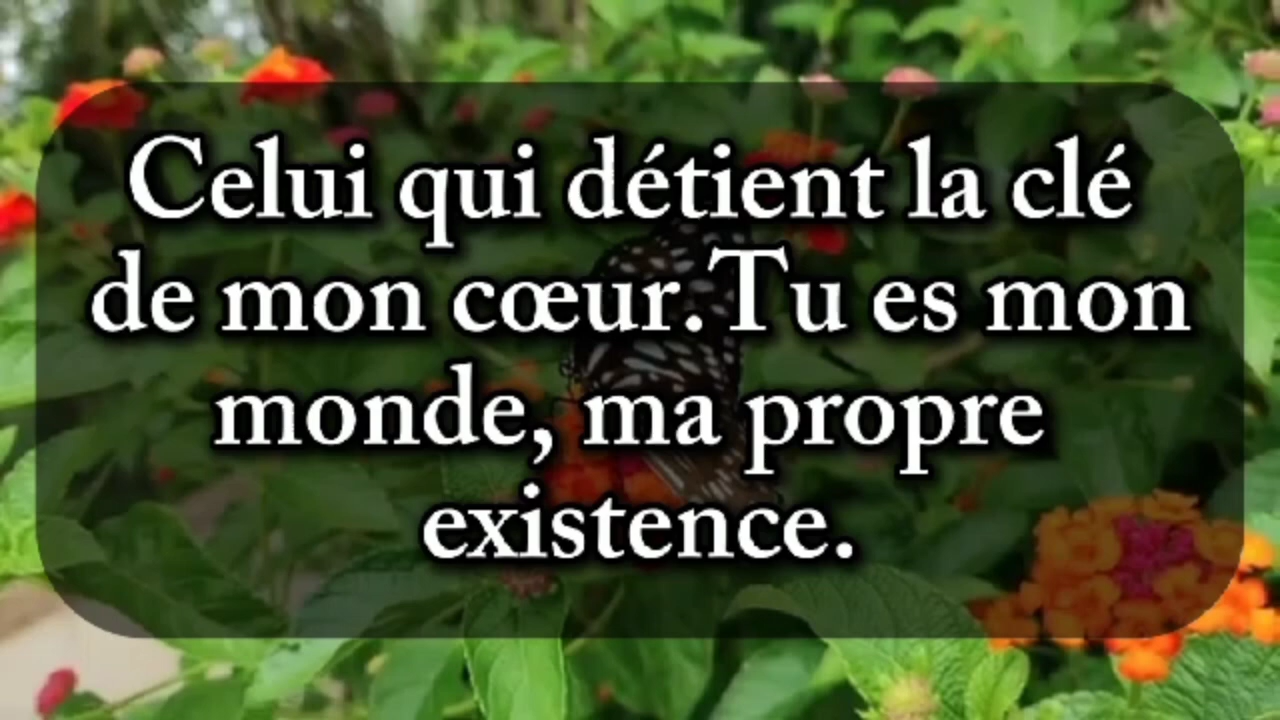 Celui qui détient la clé
de mon cœur.Tu es mon
monde, ma propre
existence.